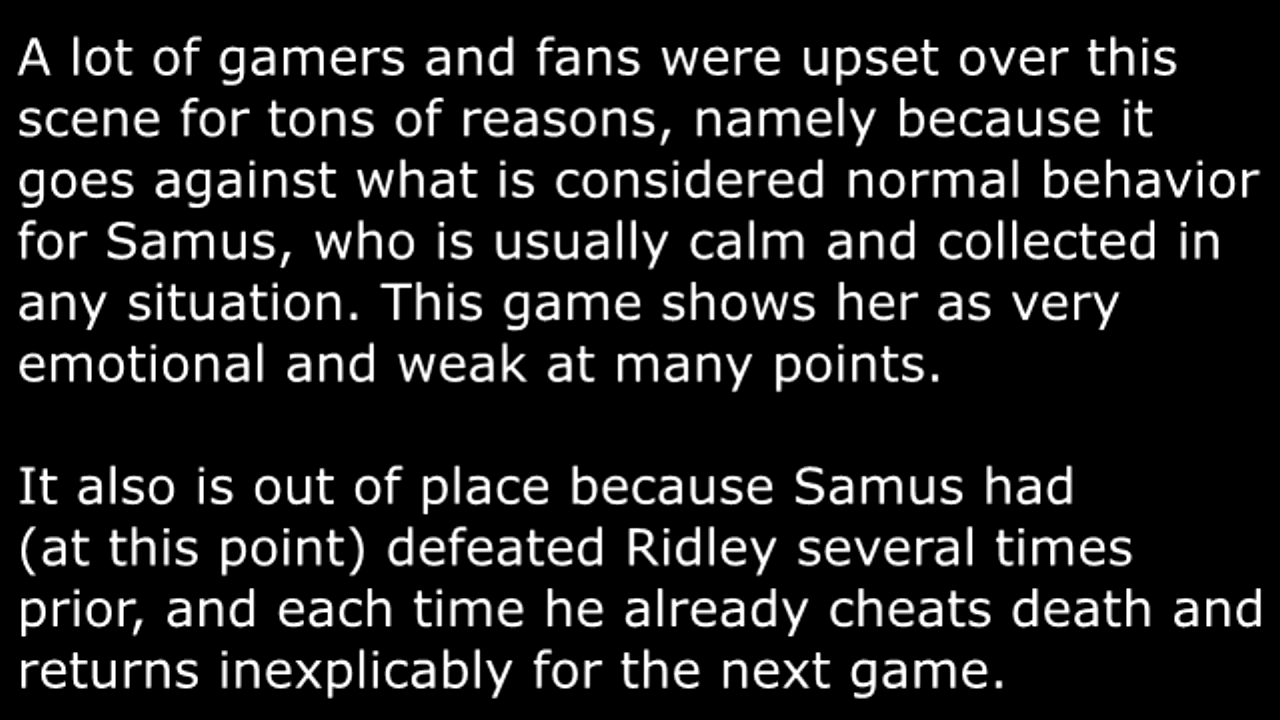 A lot of gamers and fans were upset over this
scene for tons of reasons, namely because it
goes against what is considered normal behavior
for Samus, who is usually calm and collected in
any situation. This game shows her as very
emotional and weak at many points.
It also is out of place because Samus had
(at this point) defeated Ridley several times
prior, and each time he already cheats death and
returns inexplicably for the next game.